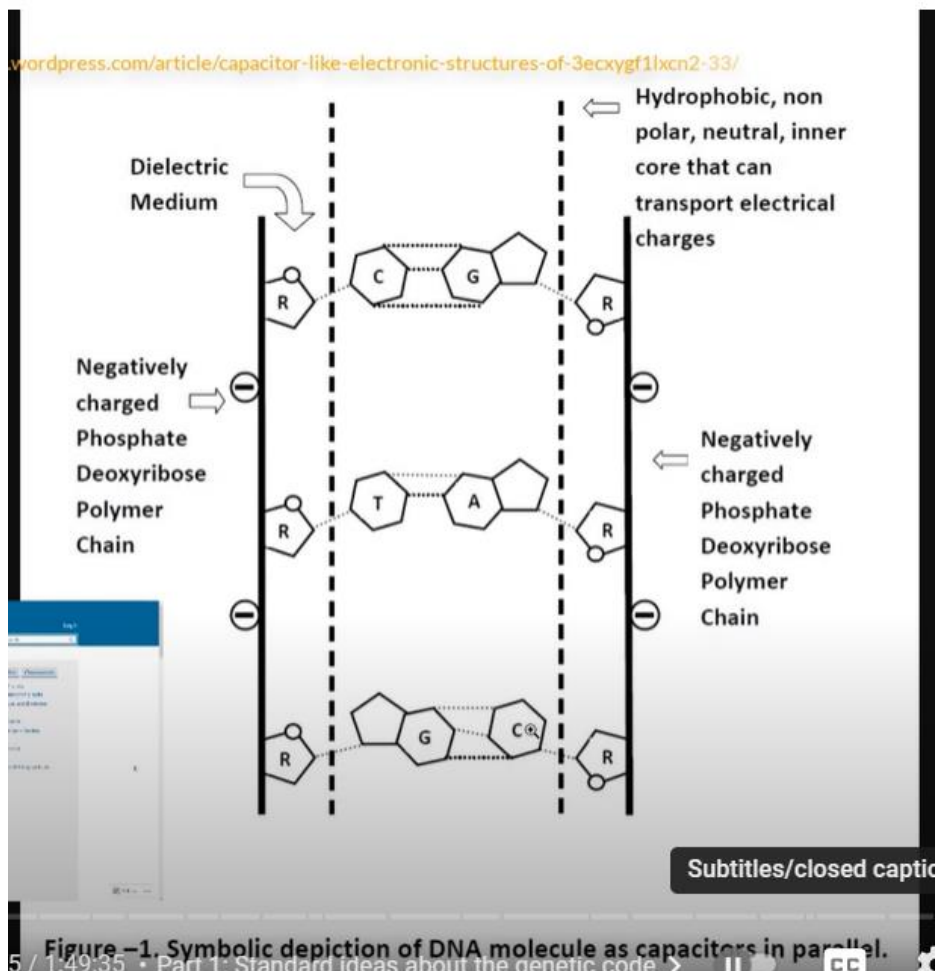 .wordpress.com/article/capacitor-like-electronic-structures-of-3ecxygf1lxcn2-33/
Hydrophobic, non
polar, neutral, inner
core that can
transport electrical
charges
Dielectric
Medium
C
G
R
R
Negatively
charged
Phosphate
Deoxyribose
Polymer
Chain
Negatively
charged
Phosphate
Deoxyribose
Polymer
Chain
T
A
R
R
G
C
R
R
Subtitles/closed captio
Figure –1. Symbolic depiction of DNA molecule as capacitors in parallel.
5 / 1:49:35 • Part 1: Standard ideas about the genetic code >
CC